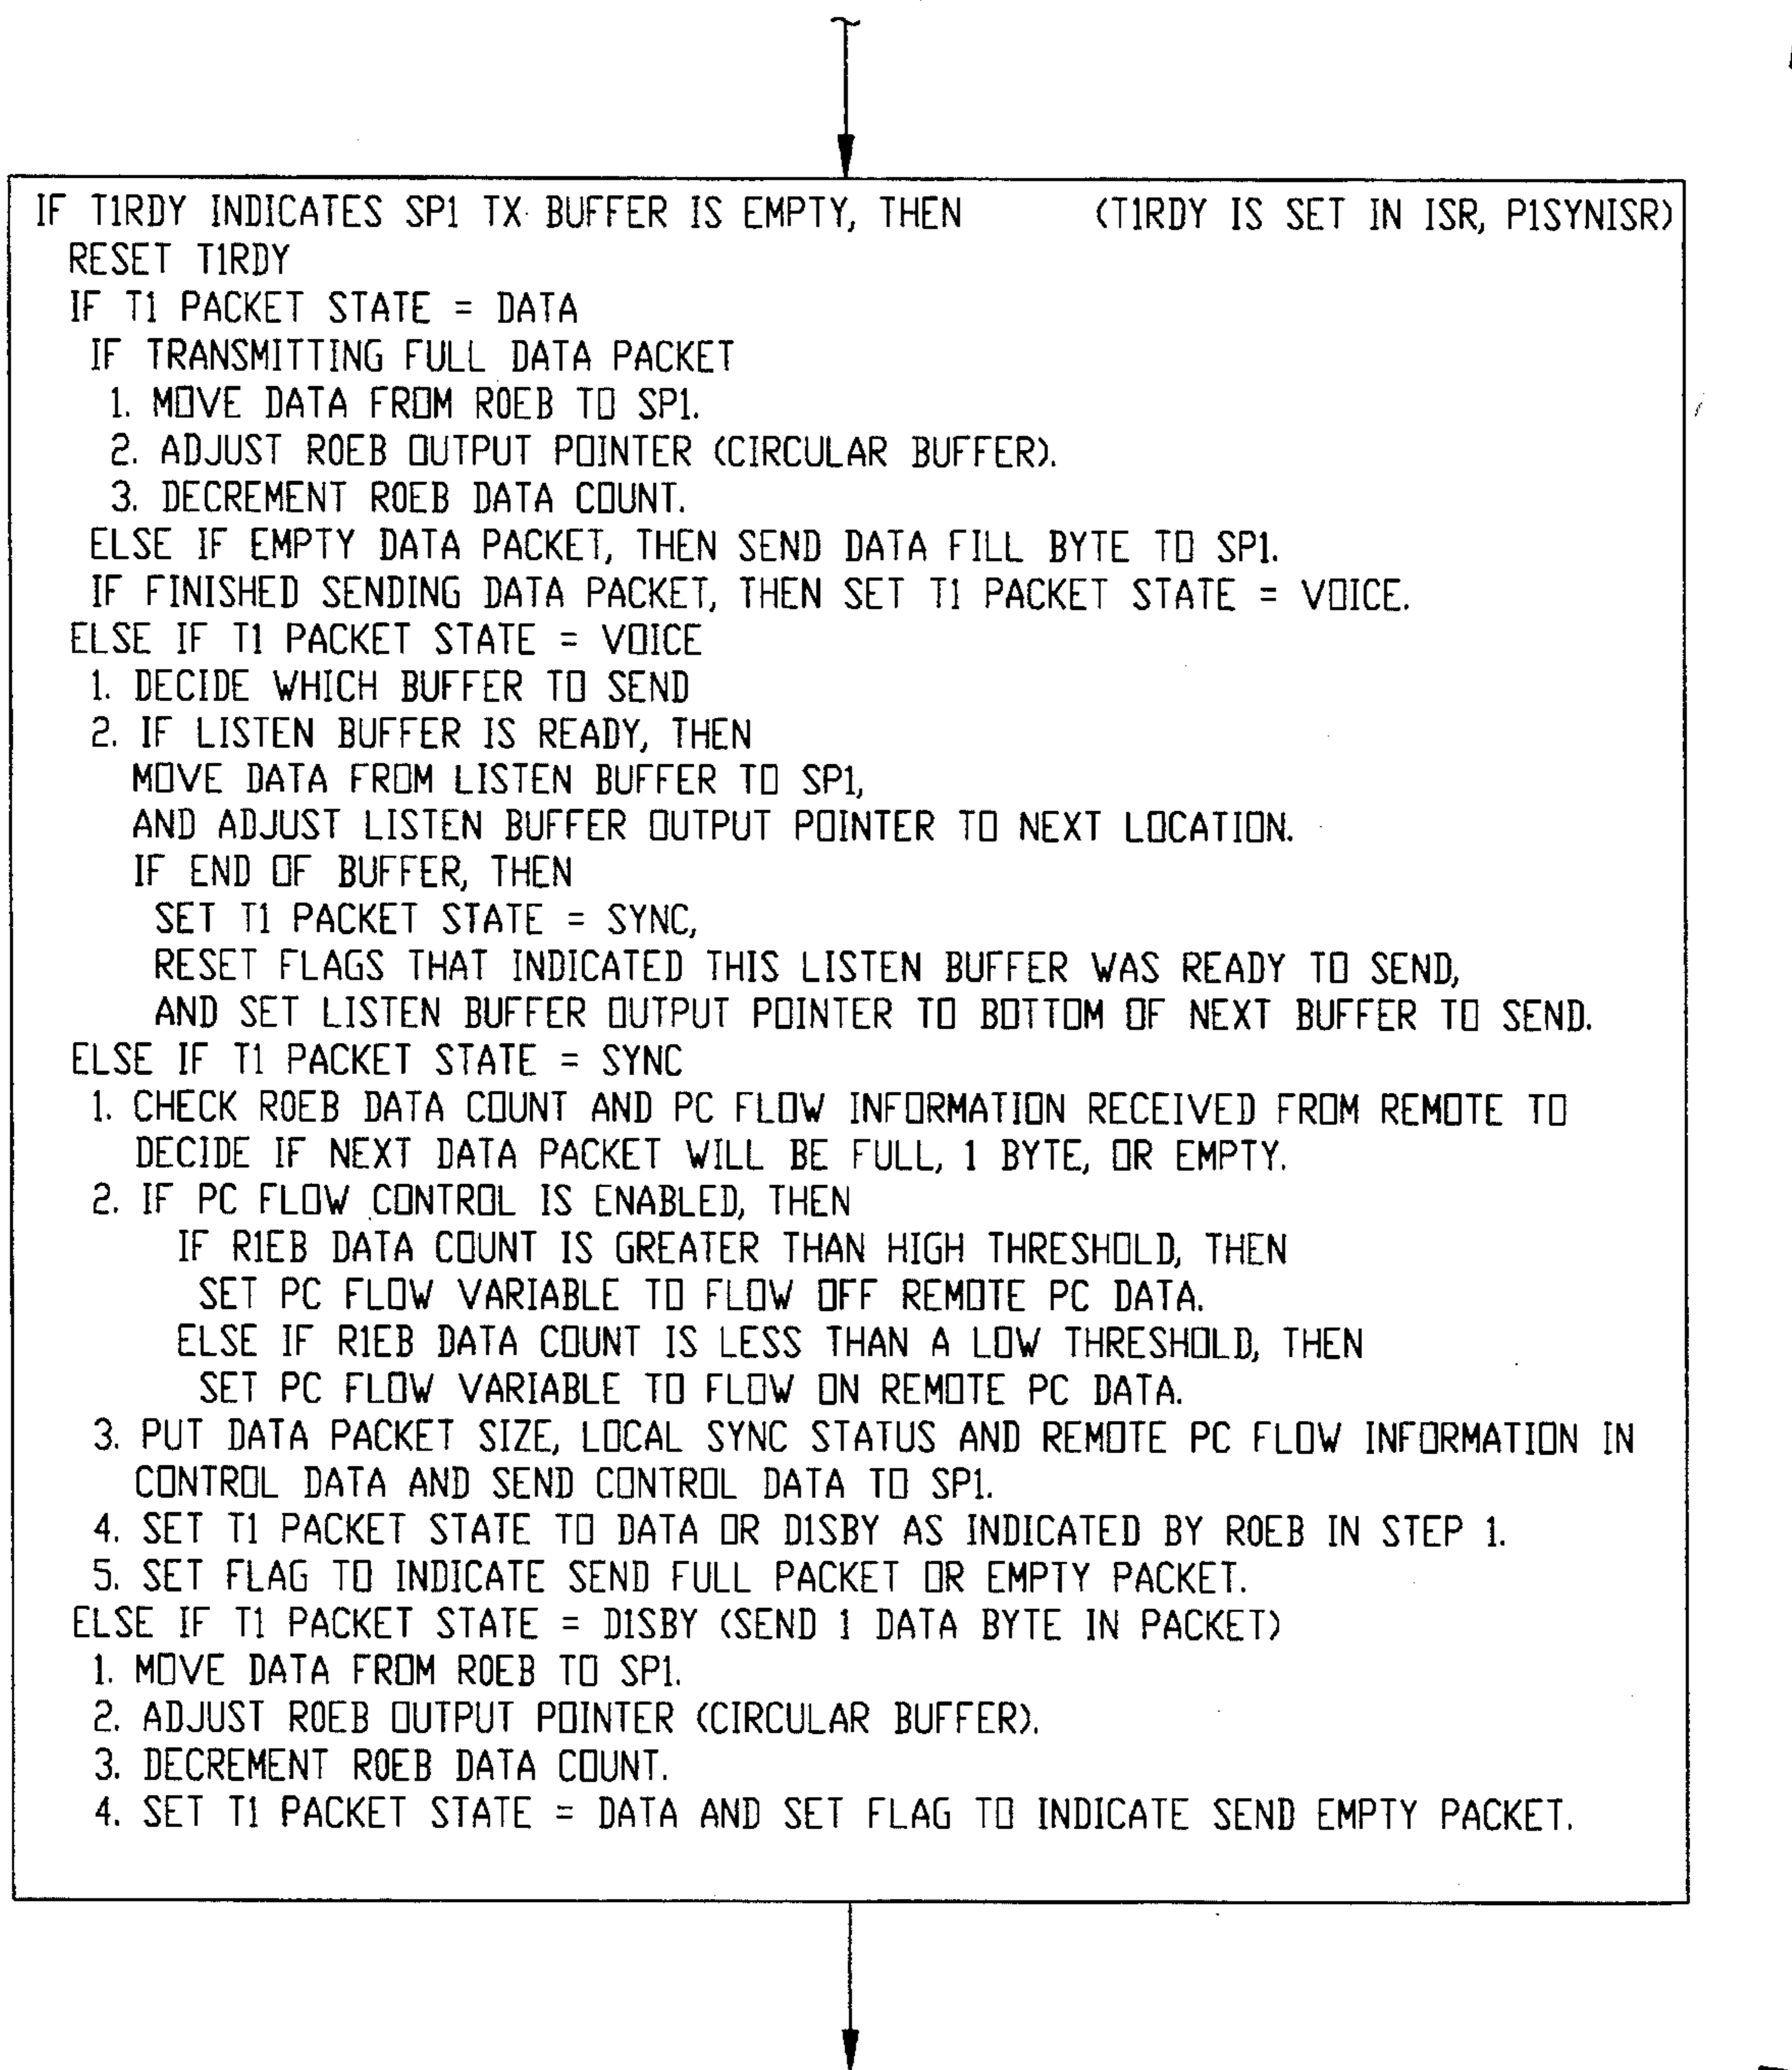 IF T1RDY INDICATES SP1 TX BUFFER IS EMPTY, THEN (T1RDY IS SET IN ISR, P1SYNISR)
RESET T1RDY
IF T1 PACKET STATE = DATA
IF TRANSMITTING FULL DATA PACKET
1. MOVE DATA FROM R0EB TO SP1.
2. ADJUST R0EB OUTPUT POINTER (CIRCULAR BUFFER).
3. DECREMENT R0EB DATA COUNT.
ELSE IF EMPTY DATA PACKET, THEN SEND DATA FILL BYTE TO SP1.
IF FINISHED SENDING DATA PACKET, THEN SET T1 PACKET STATE = VOICE.
ELSE IF T1 PACKET STATE = VOICE
1. DECIDE WHICH BUFFER TO SEND
2. IF LISTEN BUFFER IS READY, THEN
MOVE DATA FROM LISTEN BUFFER TO SP1,
AND ADJUST LISTEN BUFFER OUTPUT POINTER TO NEXT LOCATION.
IF END OF BUFFER, THEN
SET T1 PACKET STATE = SYNC,
RESET FLAGS THAT INDICATED THIS LISTEN BUFFER WAS READY TO SEND,
AND SET LISTEN BUFFER OUTPUT POINTER TO BOTTOM OF NEXT BUFFER TO SEND.
ELSE IF T1 PACKET STATE = SYNC
1. CHECK R0EB DATA COUNT AND PC FLOW INFORMATION RECEIVED FROM REMOTE TO
DECIDE IF NEXT DATA PACKET WILL BE FULL, 1 BYTE, OR EMPTY.
2. IF PC FLOW CONTROL IS ENABLED, THEN
IF R1EB DATA COUNT IS GREATER THAN HIGH THRESHOLD, THEN
SET PC FLOW VARIABLE TO FLOW OFF REMOTE PC DATA.
ELSE IF R1EB DATA COUNT IS LESS THAN A LOW THRESHOLD, THEN
SET PC FLOW VARIABLE TO FLOW ON REMOTE PC DATA.
3. PUT DATA PACKET SIZE, LOCAL SYNC STATUS AND REMOTE PC FLOW INFORMATION IN
CONTROL DATA AND SEND CONTROL DATA TO SP1.
4. SET T1 PACKET STATE TO DATA OR D1SBY AS INDICATED BY R0EB IN STEP 1.
5. SET FLAG TO INDICATE SEND FULL PACKET OR EMPTY PACKET.
ELSE IF T1 PACKET STATE = D1SBY (SEND 1 DATA BYTE IN PACKET)
1. MOVE DATA FROM R0EB TO SP1.
2. ADJUST R0EB OUTPUT POINTER (CIRCULAR BUFFER).
3. DECREMENT R0EB DATA COUNT.
4. SET T1 PACKET STATE = DATA AND SET FLAG TO INDICATE SEND EMPTY PACKET.